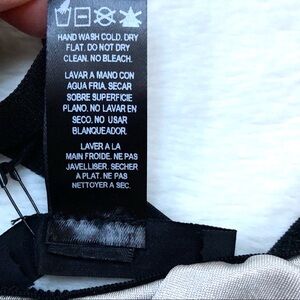 HAND WASH COLD. DRY
FLAT. DO NOT DRY
CLEAN. NO BLEACH.
LAVAR A MANO CON
AGUA FRIA. SECAR
SOBRE SUPERFICIE
PLANO. NO LAVAR EN
SECO. NO USAR
BLANQUEADOR.
LAVER A LA
MAIN FROIDE. NE PAS
JAVELLISER. SECHER
A PLAT. NE PAS
NETTOYER A SEC.